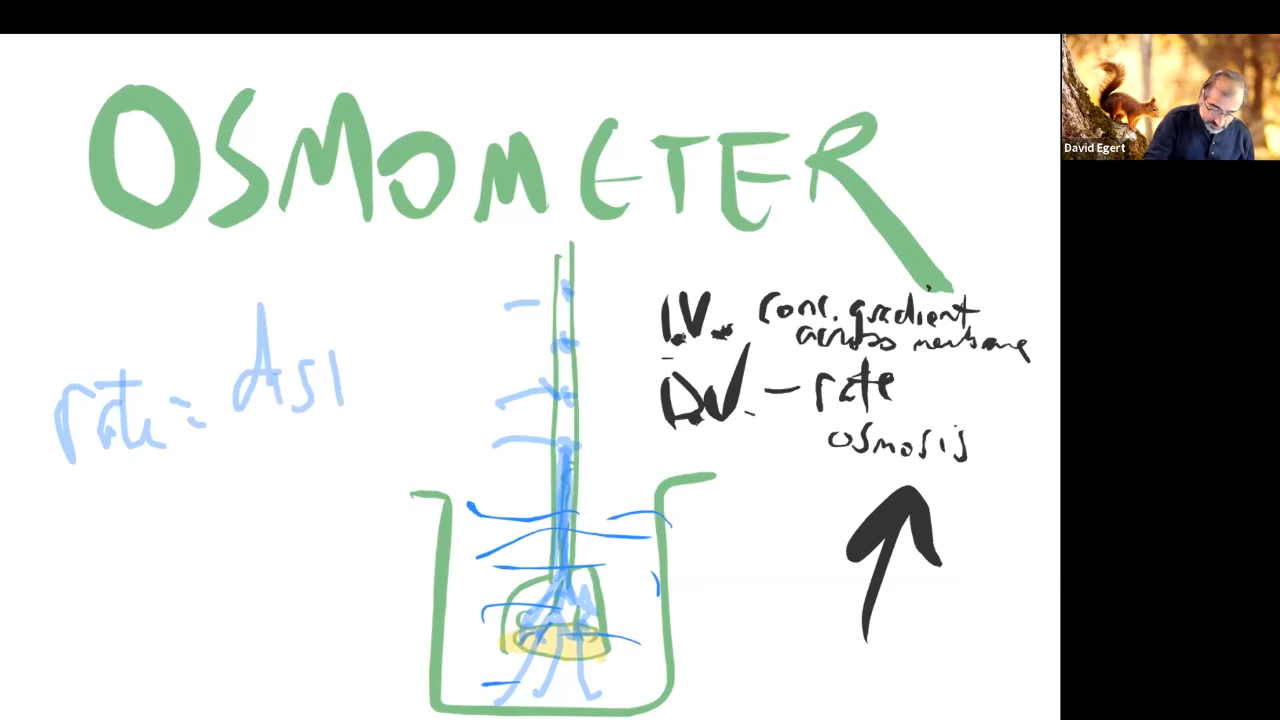 OSMOMETER
David Egert
I.V. conc. gradient
across membrane
D.V. - rate
osmosis
rate =